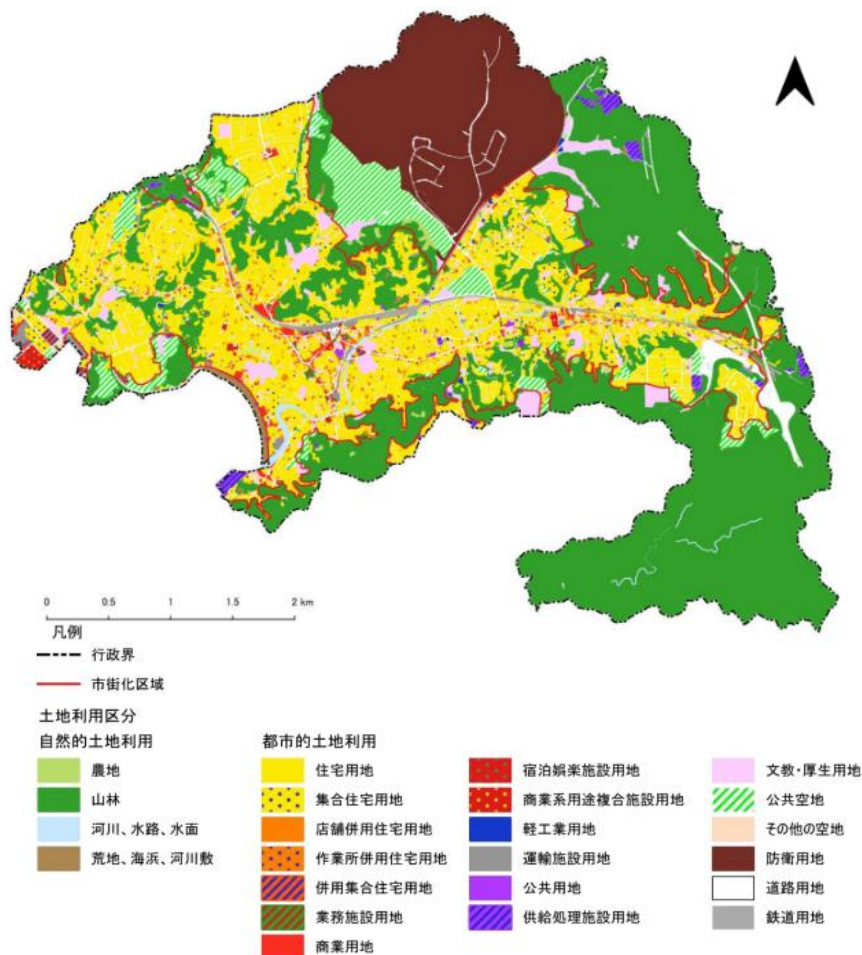 0 0.5 1 1.5 2 km
凡例
行政界
市街化区域
土地利用区分
自然的土地利用
農地
山林
河川、水路、水面
荒地、海浜、河川敷
都市的土地利用
住宅用地
集合住宅用地
店舗併用住宅用地
作業所併用住宅用地
併用集合住宅用地
業務施設用地
商業用地
宿泊娯楽施設用地
商業系用途複合施設用地
軽工業用地
運輸施設用地
公共用地
供給処理施設用地
文教・厚生用地
公共空地
その他の空地
防衛用地
道路用地
鉄道用地